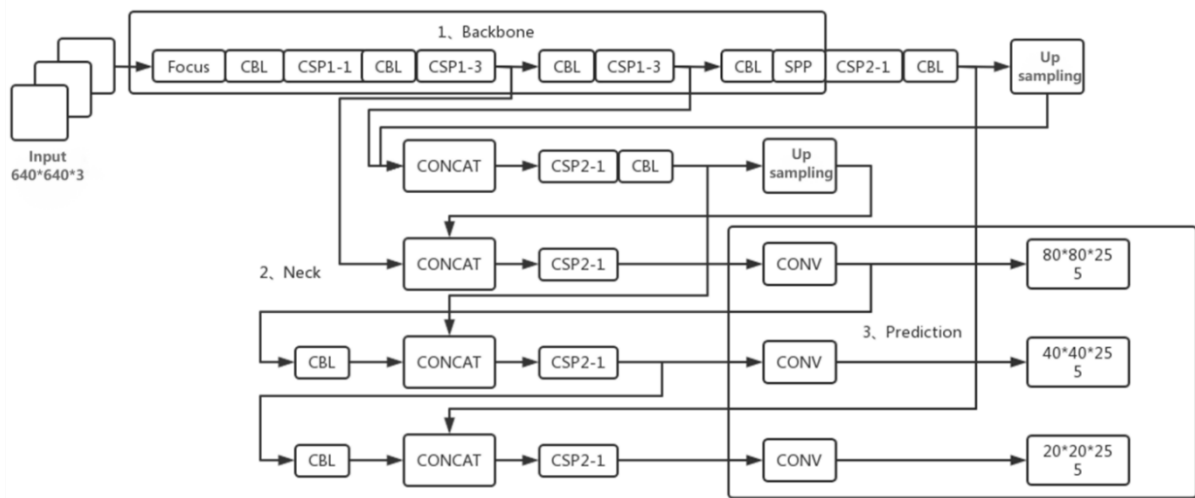 1、Backbone
Focus CBL CSP1-1 CBL CSP1-3 CBL CSP1-3 CBL SPP CSP2-1 CBL
Up
sampling
Input
640*640*3
CONCAT CSP2-1 CBL
Up
sampling
2、Neck
CONCAT CSP2-1 CONV
80*80*25
5
3、Prediction
CBL CONCAT CSP2-1 CONV
40*40*25
5
CBL CONCAT CSP2-1 CONV
20*20*25
5